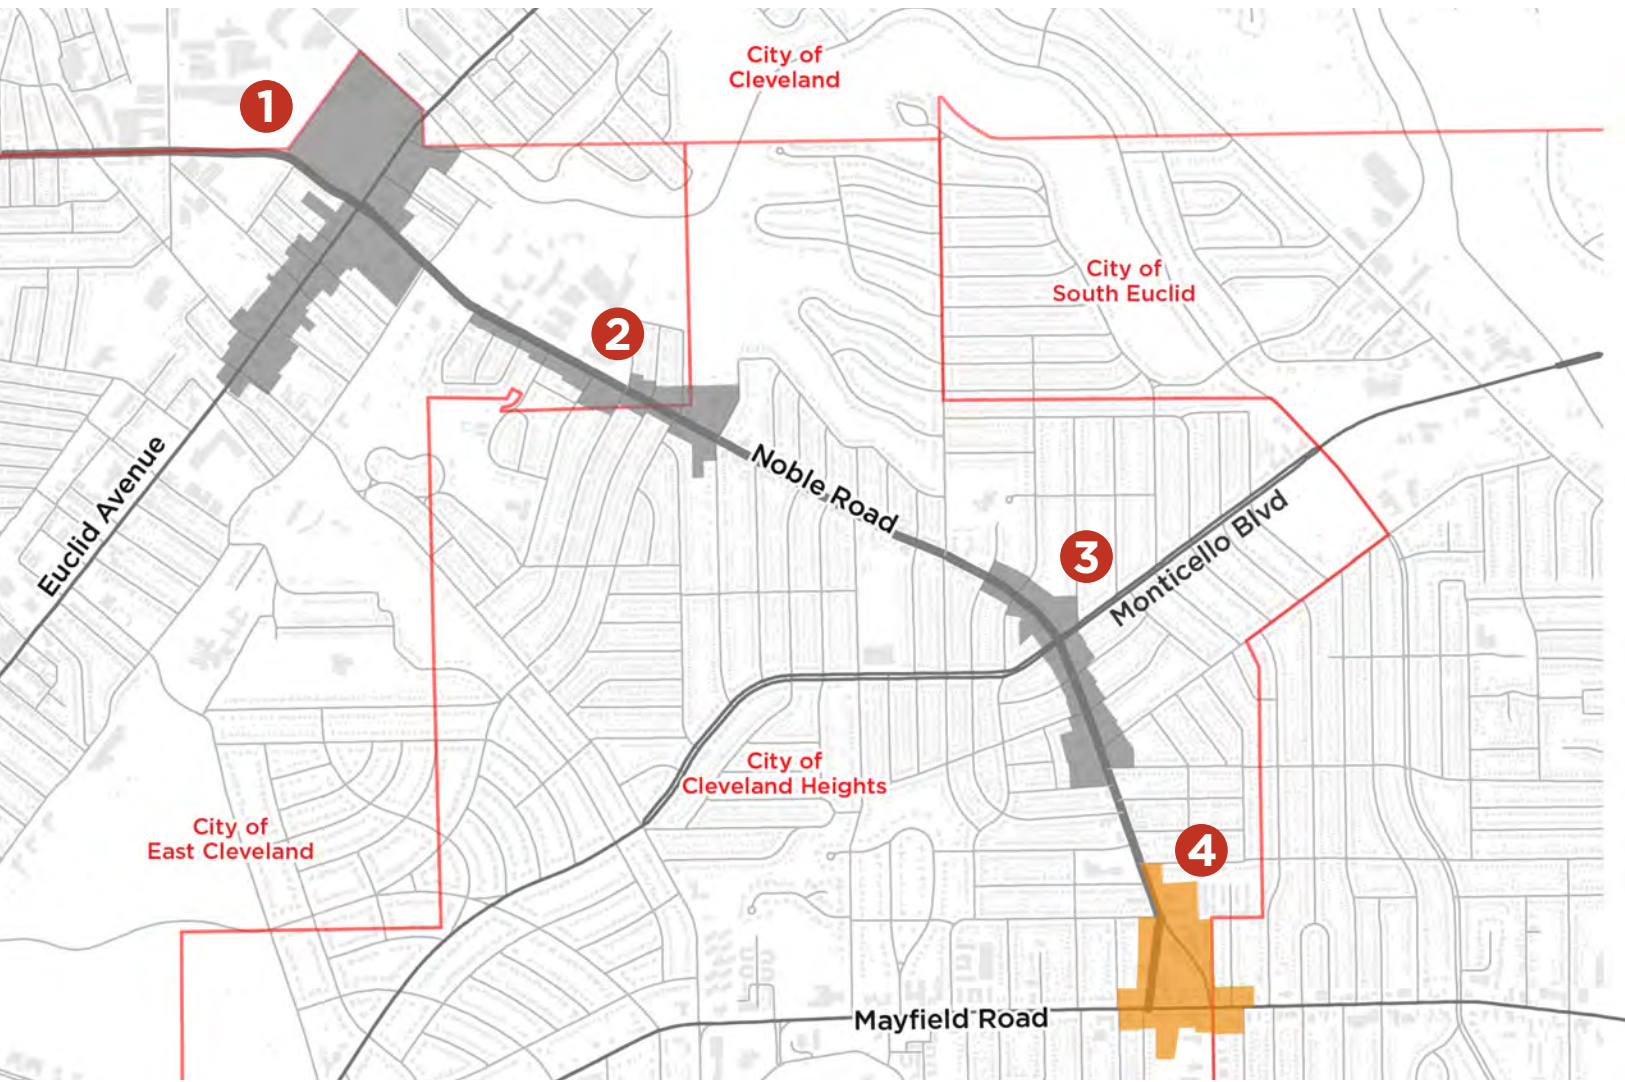 City of
Cleveland
1
City of
South Euclid
2
Euclid Avenue
Noble Road
3
Monticello Blvd
City of
Cleveland Heights
City of
East Cleveland
4
Mayfield Road